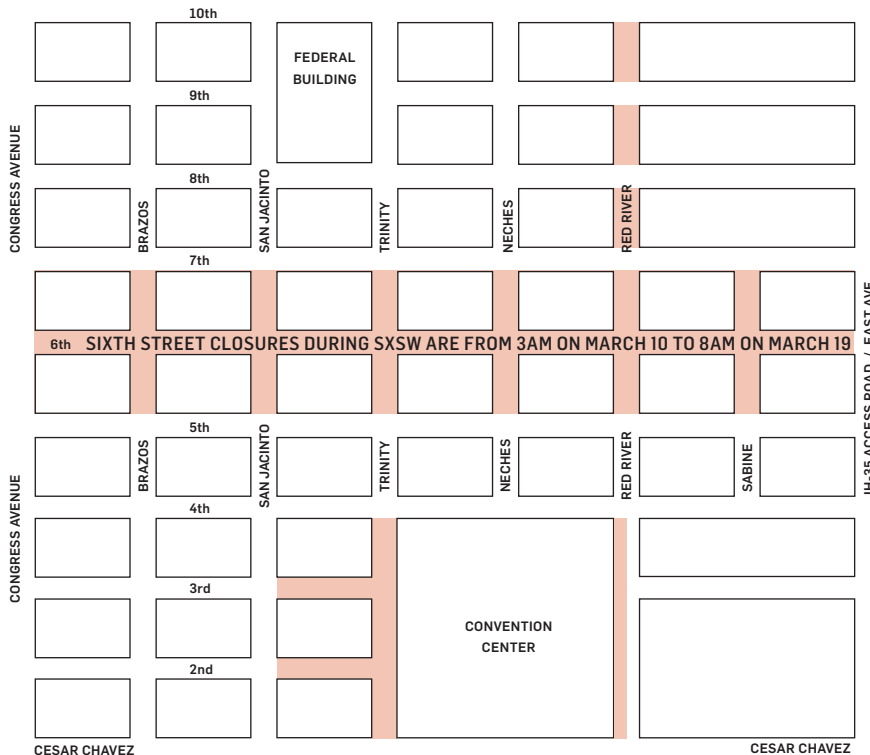 10th
FEDERAL
BUILDING
9th
CONGRESS AVENUE
8th
BRAZOS
SAN JACINTO
TRINITY
NECHES
RED RIVER
7th
6th
SIXTH STREET CLOSURES DURING SXSW ARE FROM 3AM ON MARCH 10 TO 8AM ON MARCH 19
IH-35 ACCESS ROAD / EAST AVE
5th
BRAZOS
SAN JACINTO
TRINITY
NECHES
RED RIVER
SABINE
CONGRESS AVENUE
4th
3rd
CONVENTION
CENTER
2nd
CESAR CHAVEZ
CESAR CHAVEZ